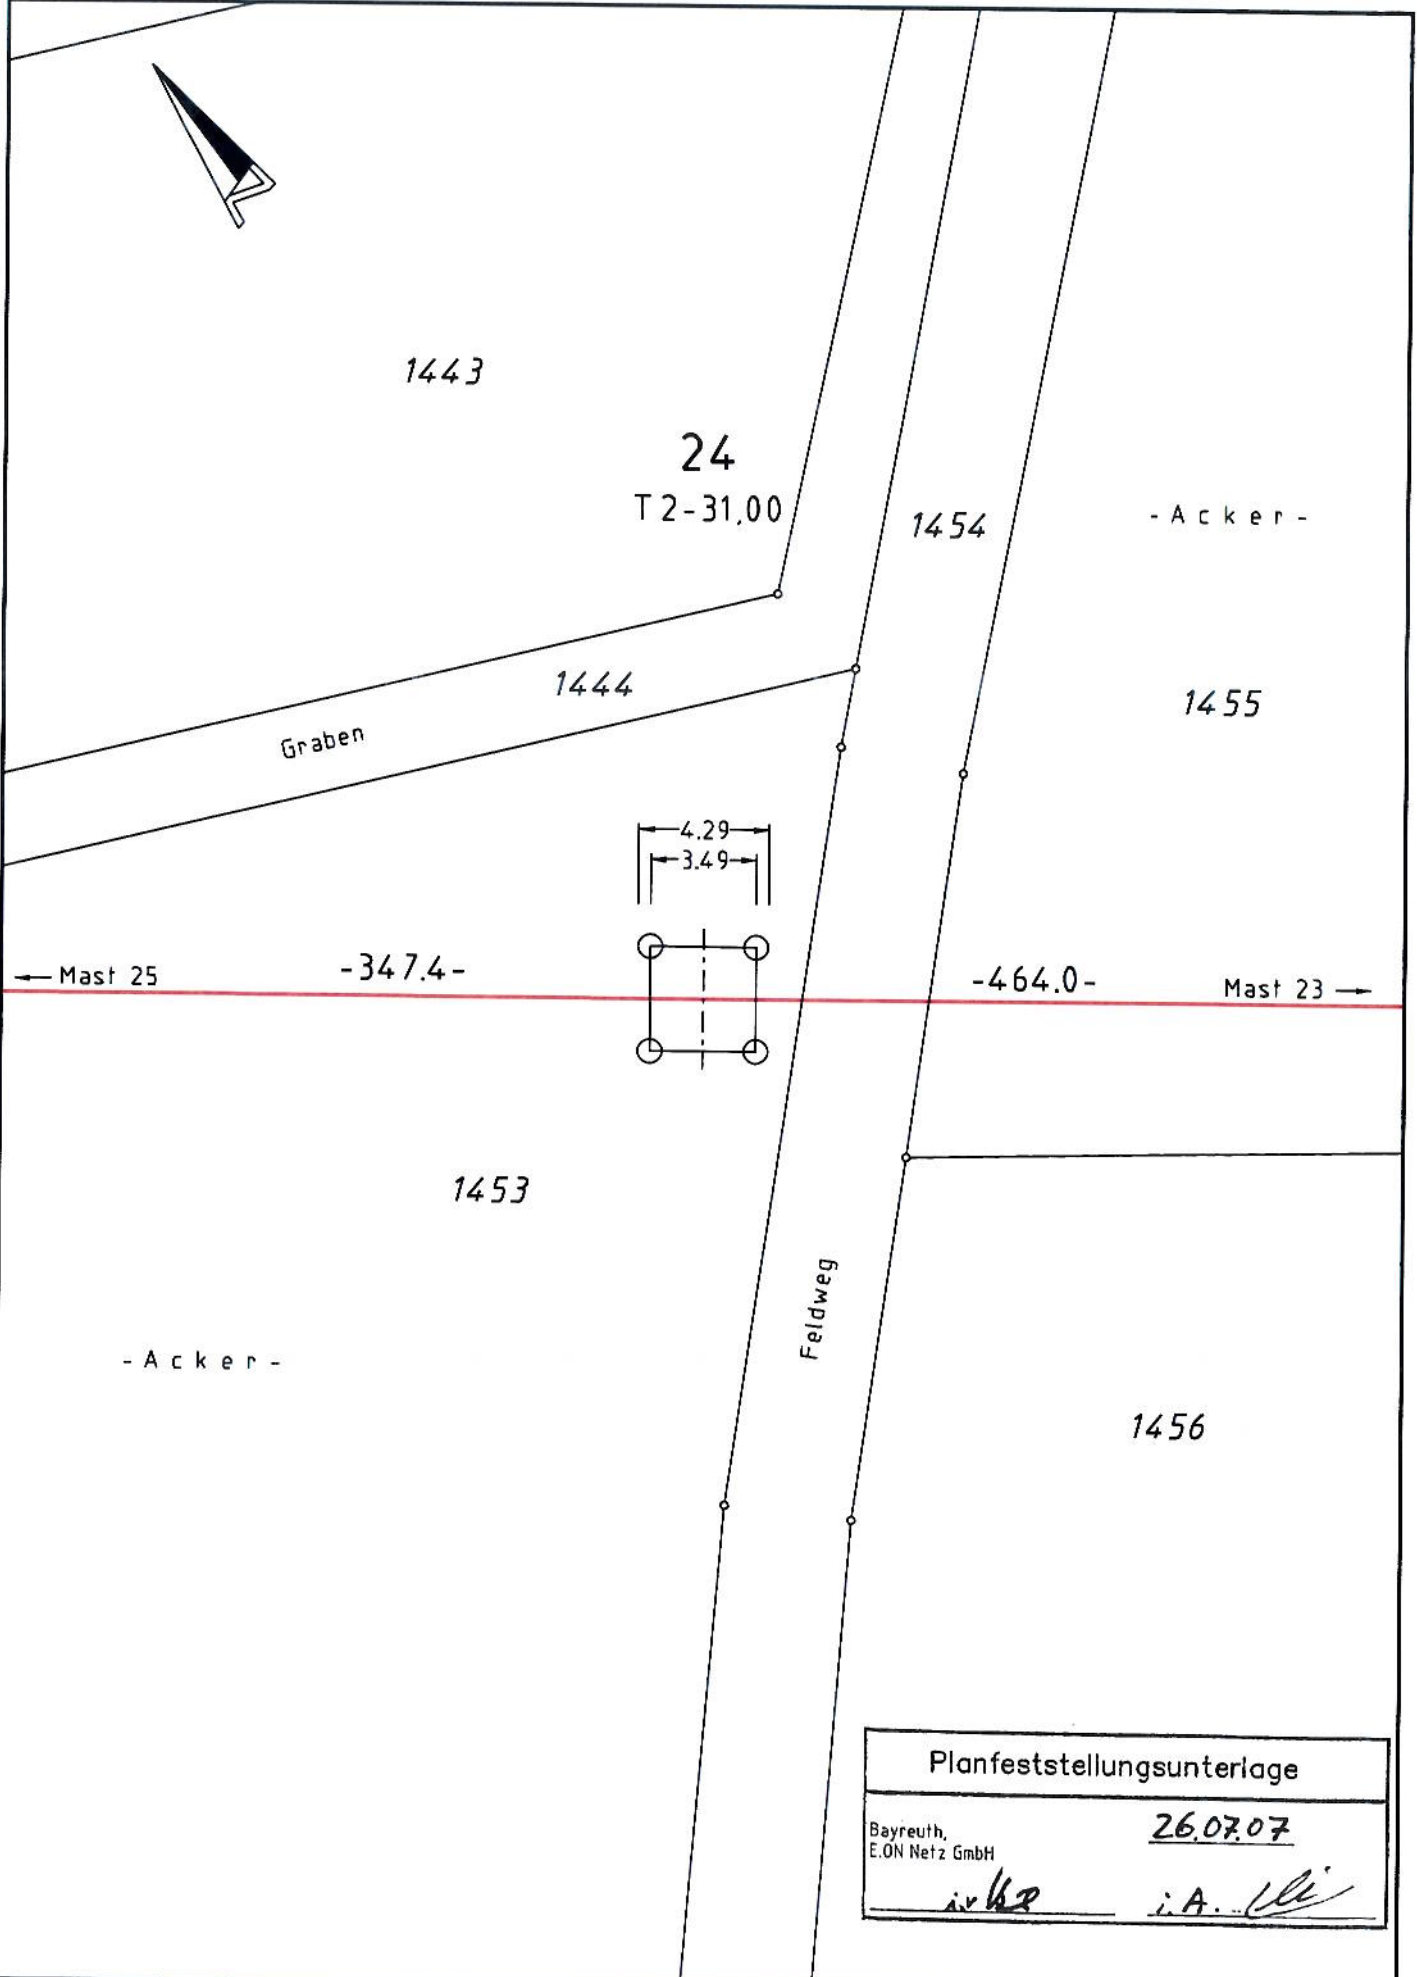 1443
24
T 2-31,00
1454
-Acker-
1444
1455
Graben
4.29
3.49
Mast 25
-347.4-
-464.0-
Mast 23
1453
Feldweg
-Acker-
1456
Planfeststellungsunterlage
26.07.07
Bayreuth,
E.ON Netz GmbH
i.V.
i.A.